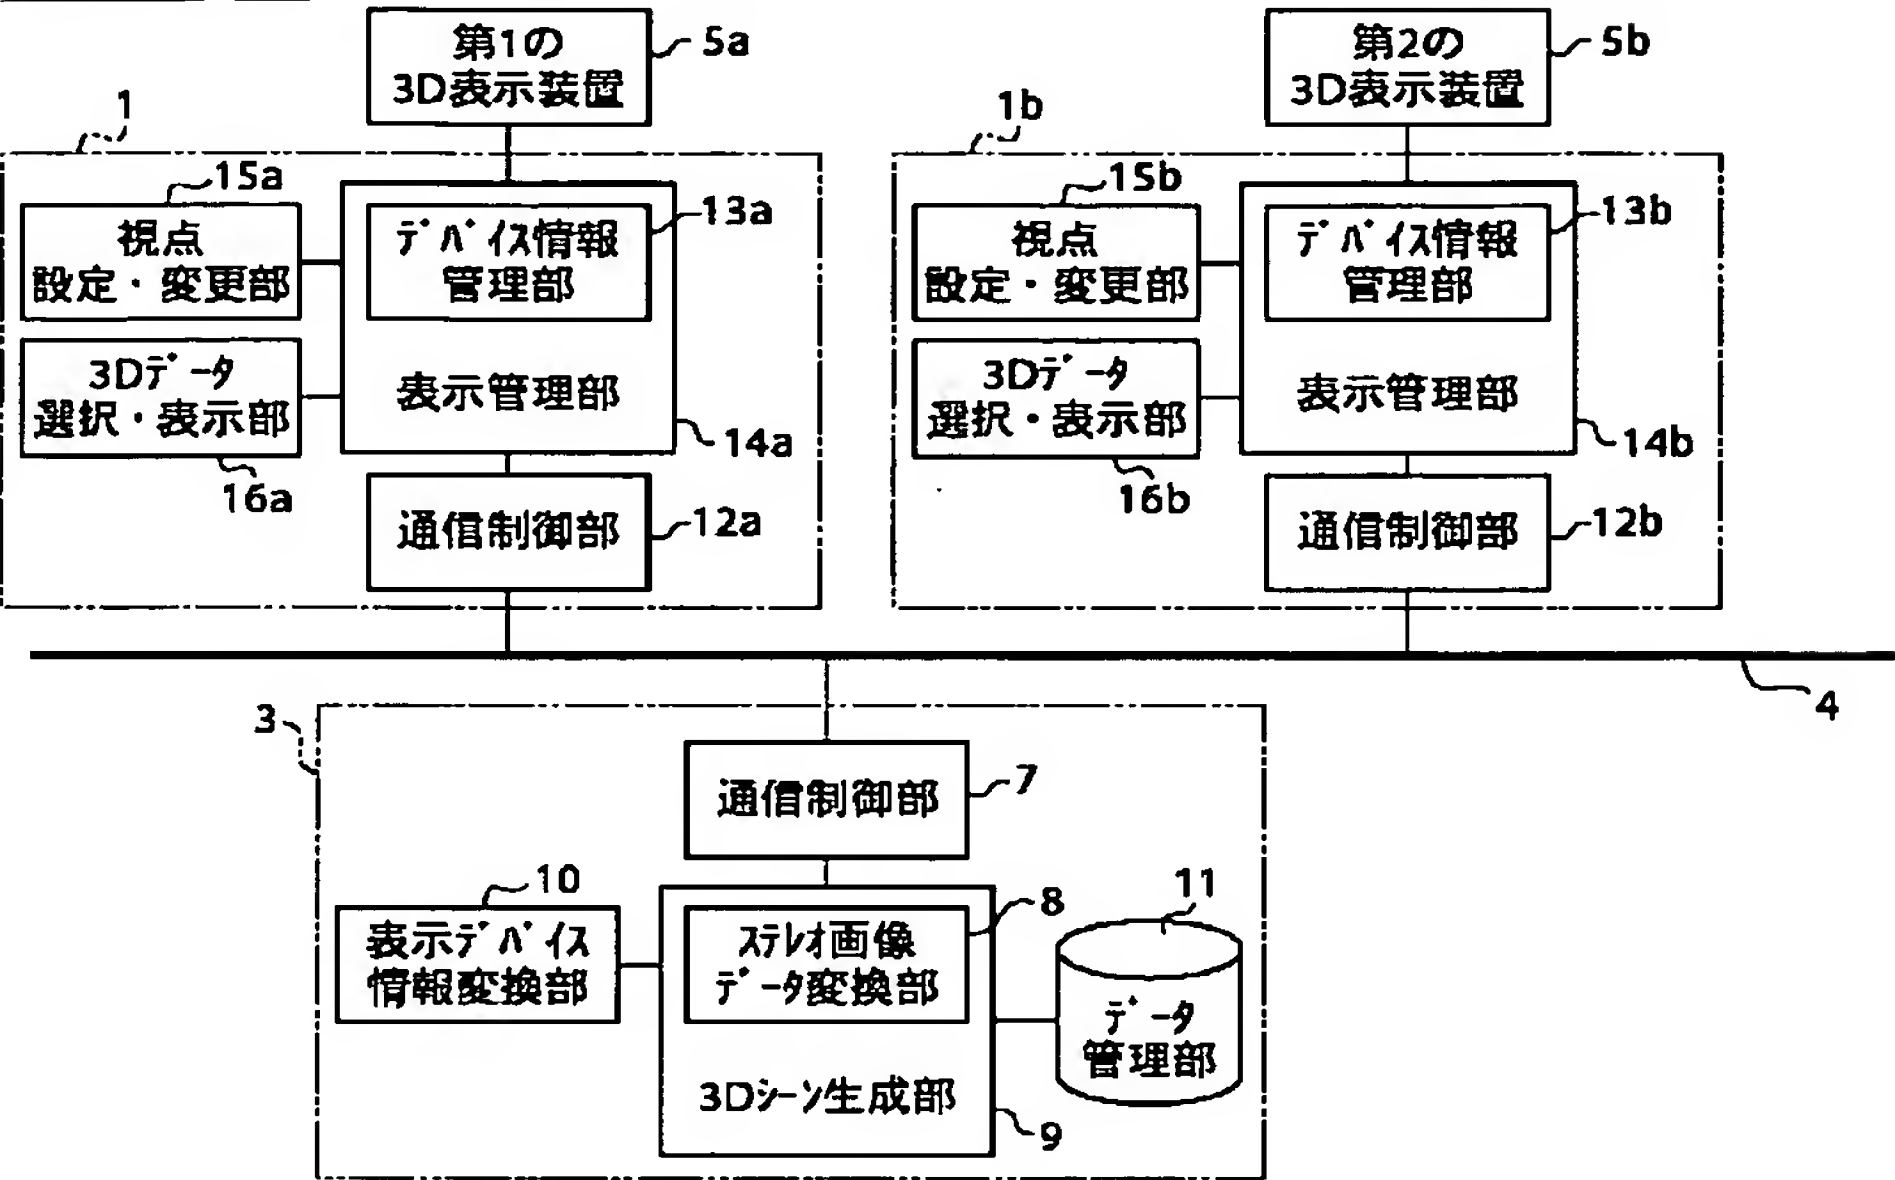 第1の
3D表示装置
5a
第2の
3D表示装置
5b
1
1b
15a
視点
設定・変更部
ﾃﾞﾊﾞｲｽ情報
管理部
13a
3Dﾃﾞｰﾀ
選択・表示部
表示管理部
14a
16a
通信制御部
12a
15b
視点
設定・変更部
ﾃﾞﾊﾞｲｽ情報
管理部
13b
3Dﾃﾞｰﾀ
選択・表示部
表示管理部
14b
16b
通信制御部
12b
4
3
通信制御部
7
10
表示ﾃﾞﾊﾞｲｽ
情報変換部
ｽﾃﾚｵ画像
ﾃﾞｰﾀ変換部
8
11
ﾃﾞｰﾀ
管理部
3Dｼｰﾝ生成部
9